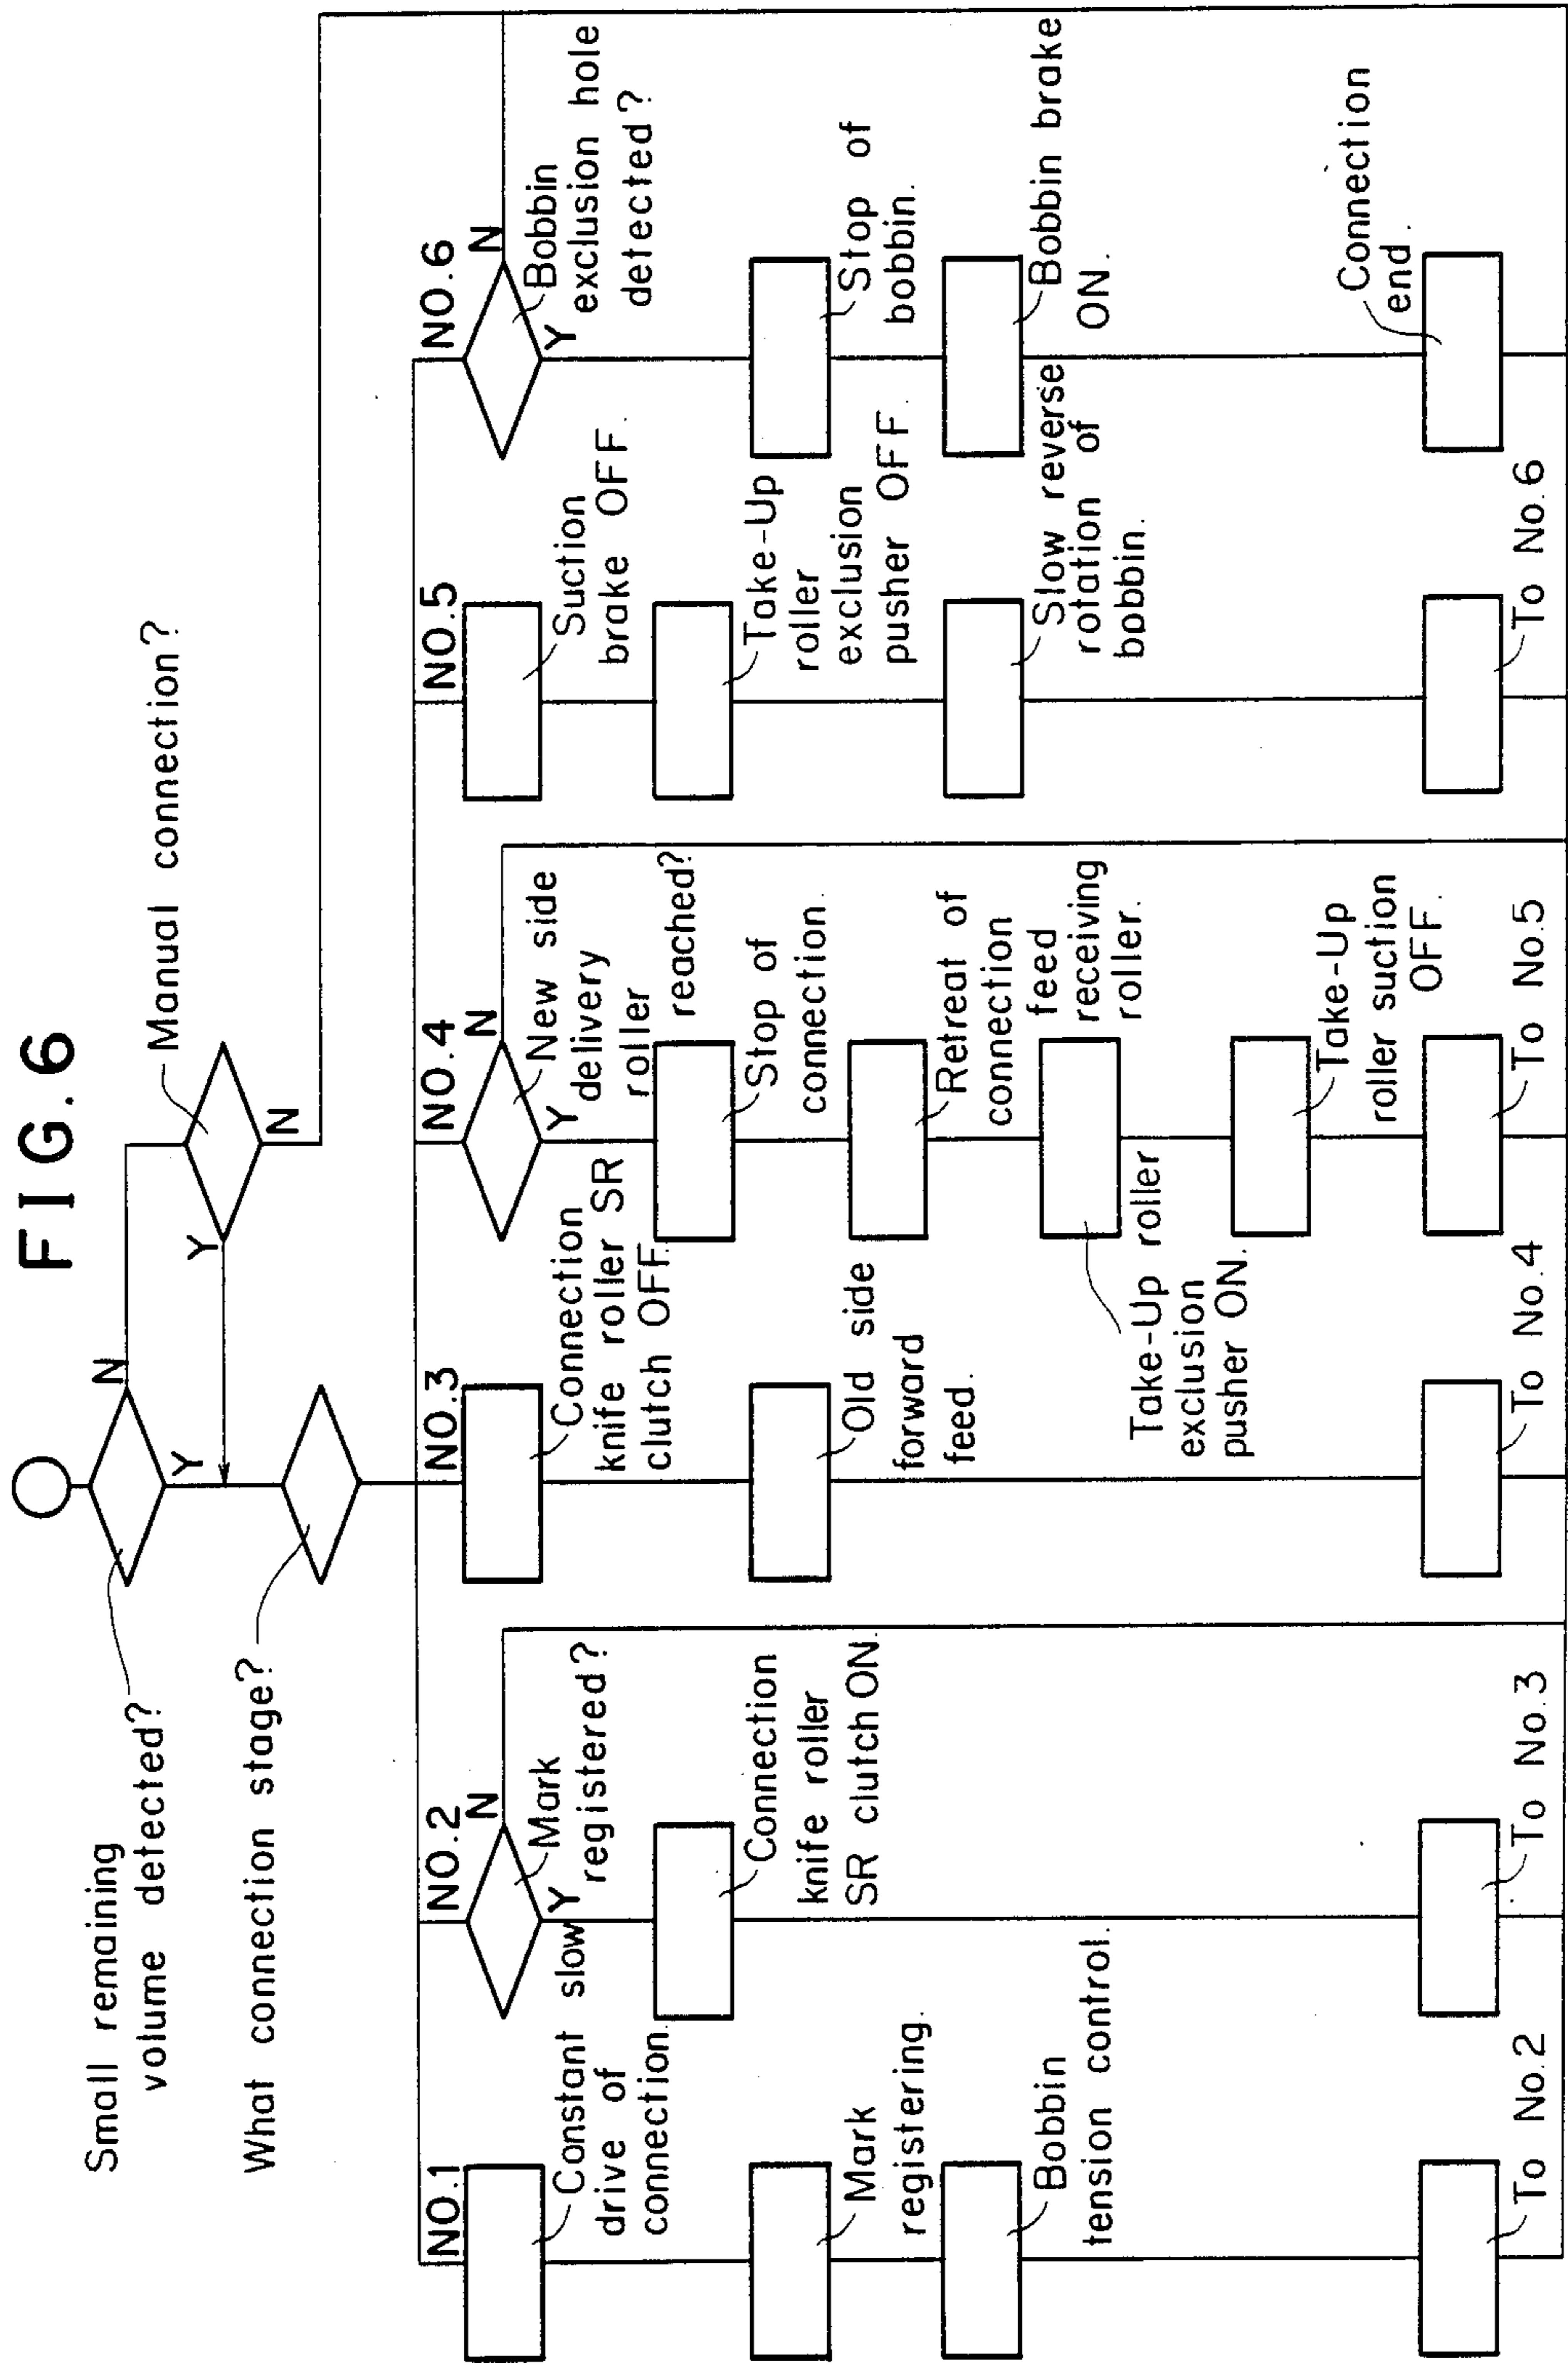 FIG. 6
Small remaining
volume detected?
N
Y
Manual connection?
Y
N
What connection stage?
NO.1
Constant slow
drive of
connection.
Mark
registering.
Bobbin
tension control.
To No.2
NO.2
N
Mark
registered?
Y
Connection
knife roller
SR clutch ON.
To No.3
NO.3
Connection
knife roller SR
clutch OFF.
Old side
forward
feed.
To No.4
NO.4
N
New side
delivery
roller
reached?
Y
Stop of
connection.
Retreat of
connection
feed
receiving
roller.
Take-Up roller
exclusion
pusher ON.
Take-Up
roller suction
OFF.
To No.5
NO.5
Suction
brake OFF.
Take-Up
roller
exclusion
pusher OFF.
Slow reverse
rotation of
bobbin.
To No.6
NO.6
N
Bobbin
exclusion hole
detected?
Y
Stop of
bobbin.
Bobbin brake
ON.
Connection
end.